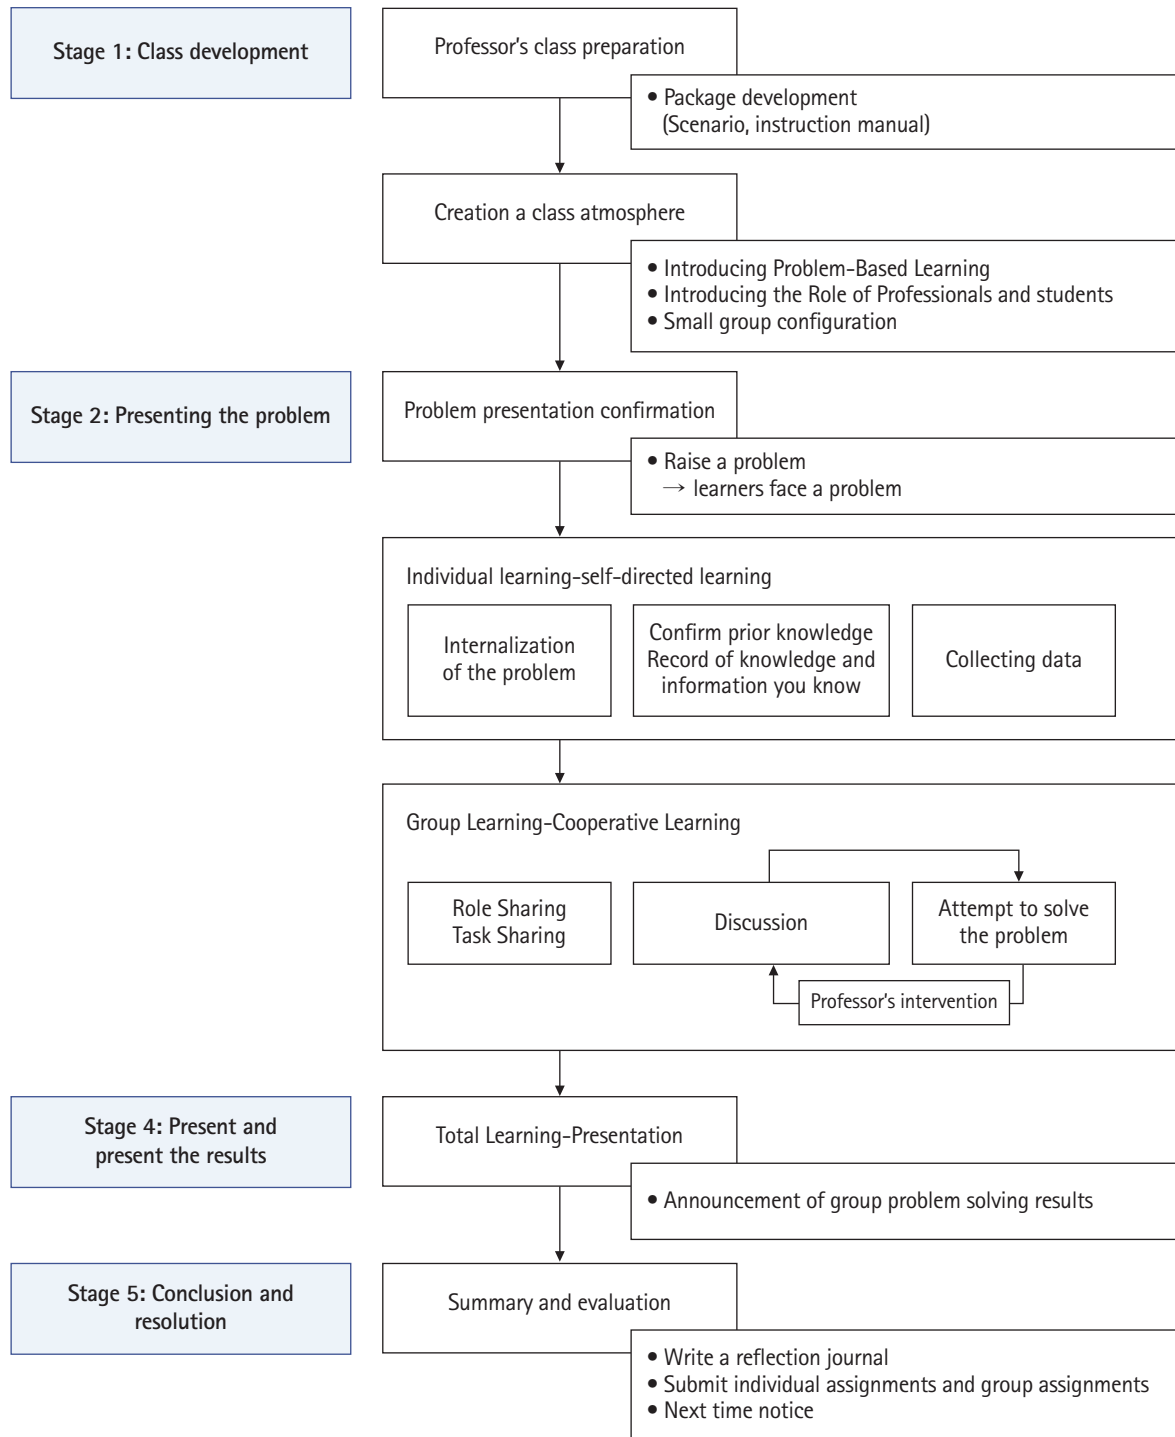 Stage 1: Class development
Professor's class preparation
• Package development
(Scenario, instruction manual)
Creation a class atmosphere
• Introducing Problem-Based Learning
• Introducing the Role of Professionals and students
• Small group configuration
Stage 2: Presenting the problem
Problem presentation confirmation
• Raise a problem
→ learners face a problem
Individual learning-self-directed learning
Internalization
of the problem
Confirm prior knowledge
Record of knowledge and
information you know
Collecting data
Group Learning-Cooperative Learning
Role Sharing
Task Sharing
Discussion
Attempt to solve
the problem
Professor's intervention
Stage 4: Present and
present the results
Total Learning-Presentation
• Announcement of group problem solving results
Stage 5: Conclusion and
resolution
Summary and evaluation
• Write a reflection journal
• Submit individual assignments and group assignments
• Next time notice